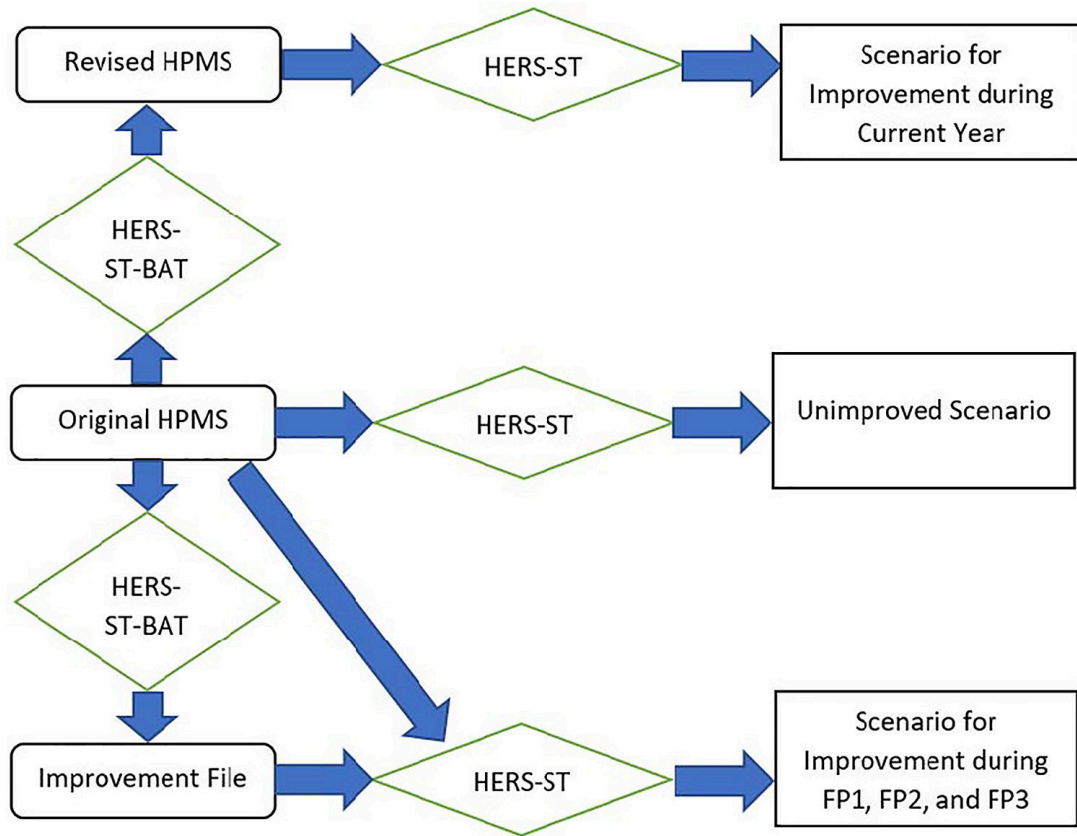 Revised HPMS
HERS-ST
Scenario for
Improvement during
Current Year
HERS-
ST-BAT
Original HPMS
HERS-ST
Unimproved Scenario
HERS-
ST-BAT
Improvement File
HERS-ST
Scenario for
Improvement during
FP1, FP2, and FP3